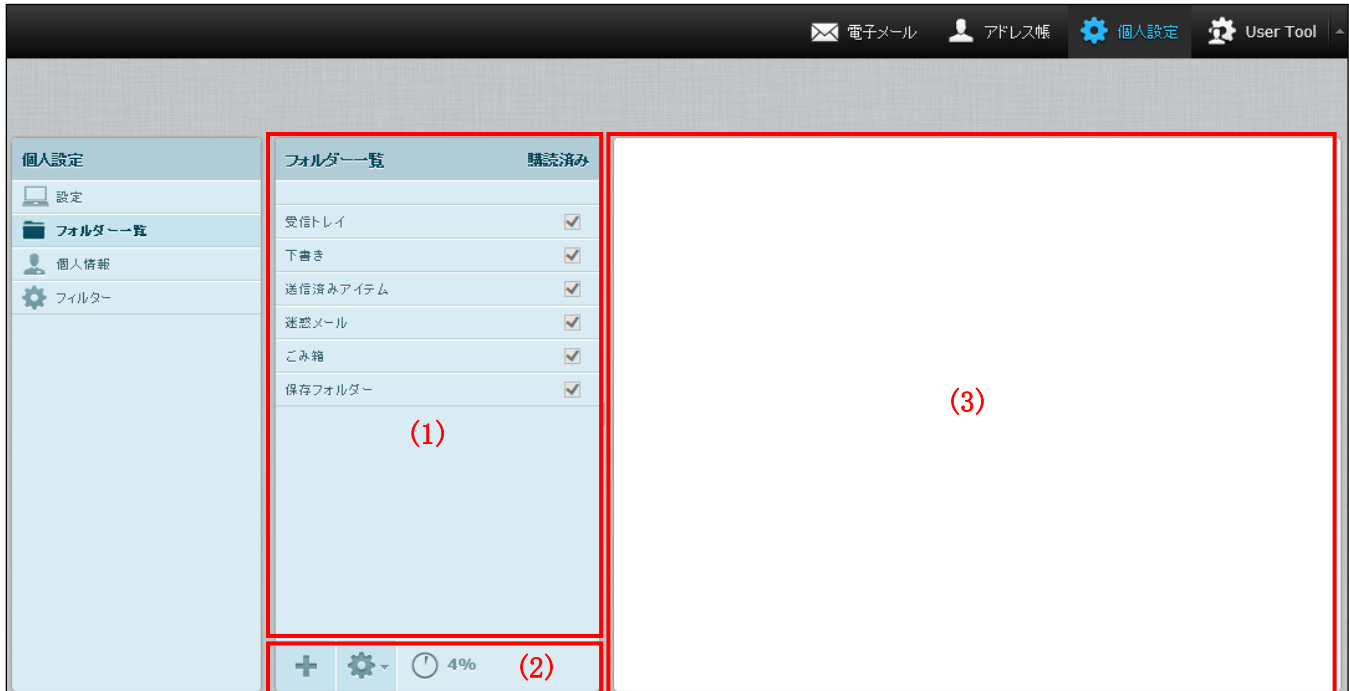 電子メール アドレス帳 個人設定 User Tool
個人設定
設定
フォルダー一覧
個人情報
フィルター
フォルダー一覧 購読済み
受信トレイ
下書き
送信済みアイテム
迷惑メール
ごみ箱
保存フォルダー
(1)
4% (2)
(3)